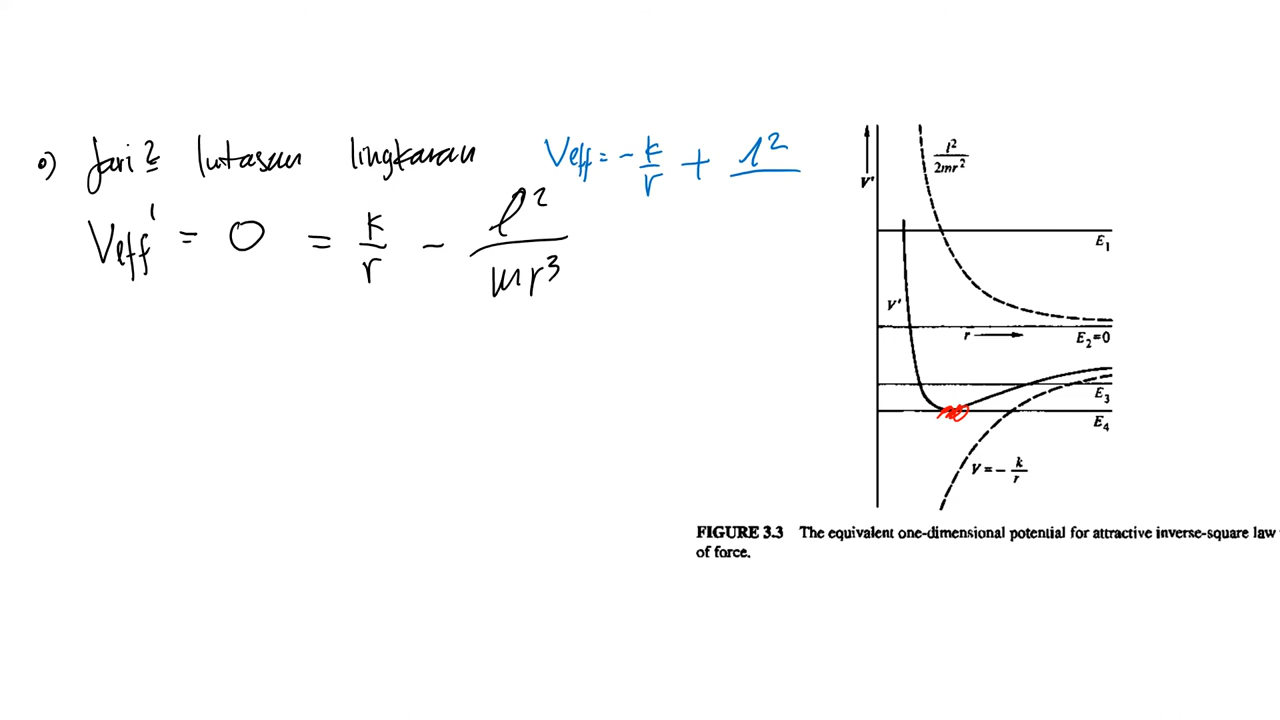 •) Jari2 lintasan lingkaran Veff = - k/r + l²/
Veff' = 0 = k/r - l²/mr³
l²/2mr²
V'
E₁
V'
r
E₂=0
E₃
E₄
V = - k/r
FIGURE 3.3 The equivalent one-dimensional potential for attractive inverse-square law
of force.